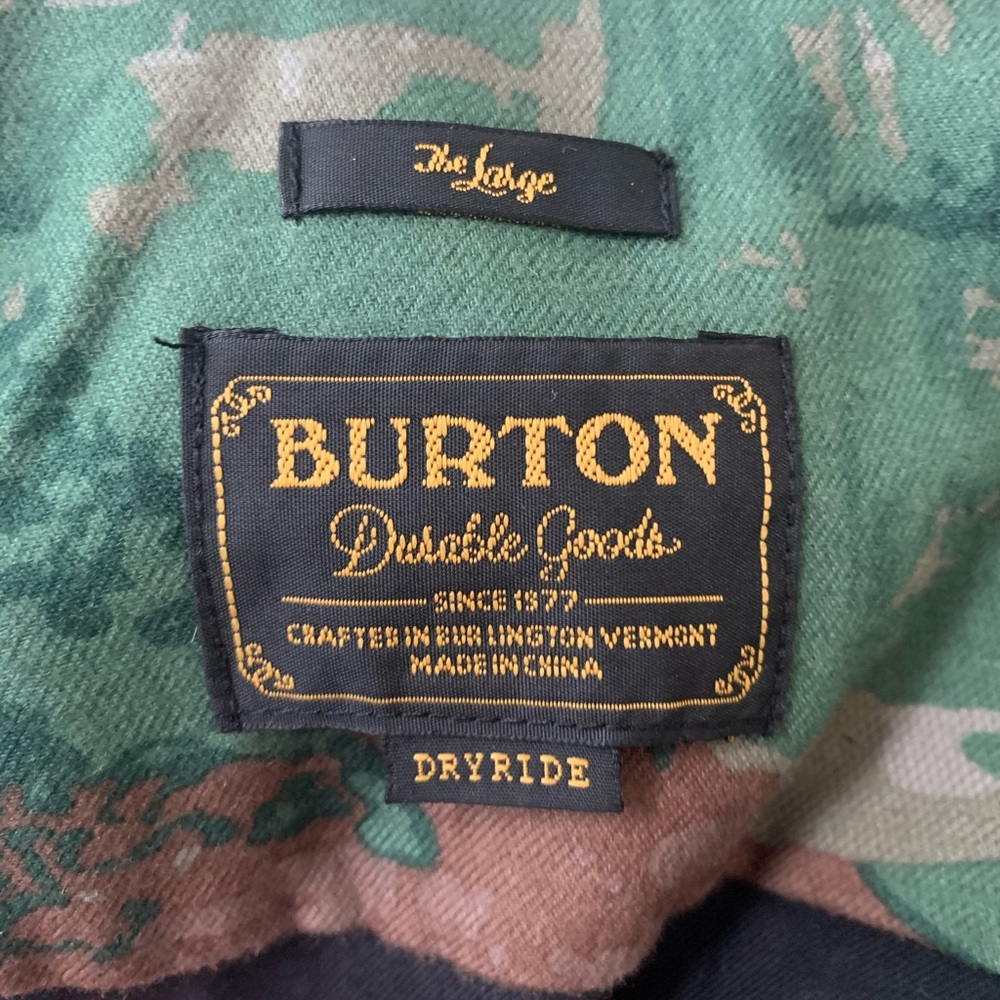 The Large
BURTON
Durable Goods
SINCE 1977
CRAFTED IN BURLINGTON VERMONT
MADE IN CHINA
DRYRIDE